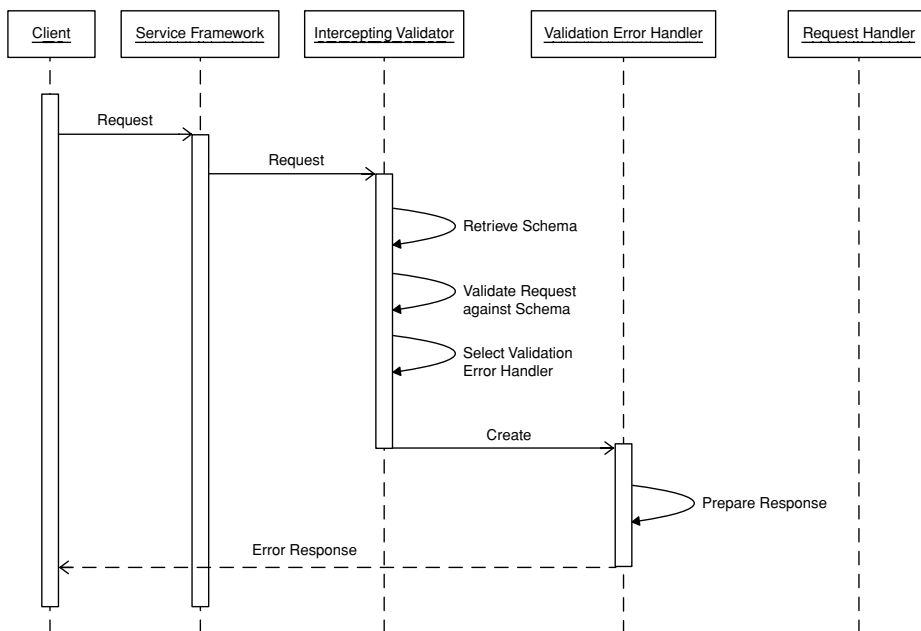 Client
Service Framework
Intercepting Validator
Validation Error Handler
Request Handler
Request
Request
Retrieve Schema
Validate Request
against Schema
Select Validation
Error Handler
Create
Prepare Response
Error Response